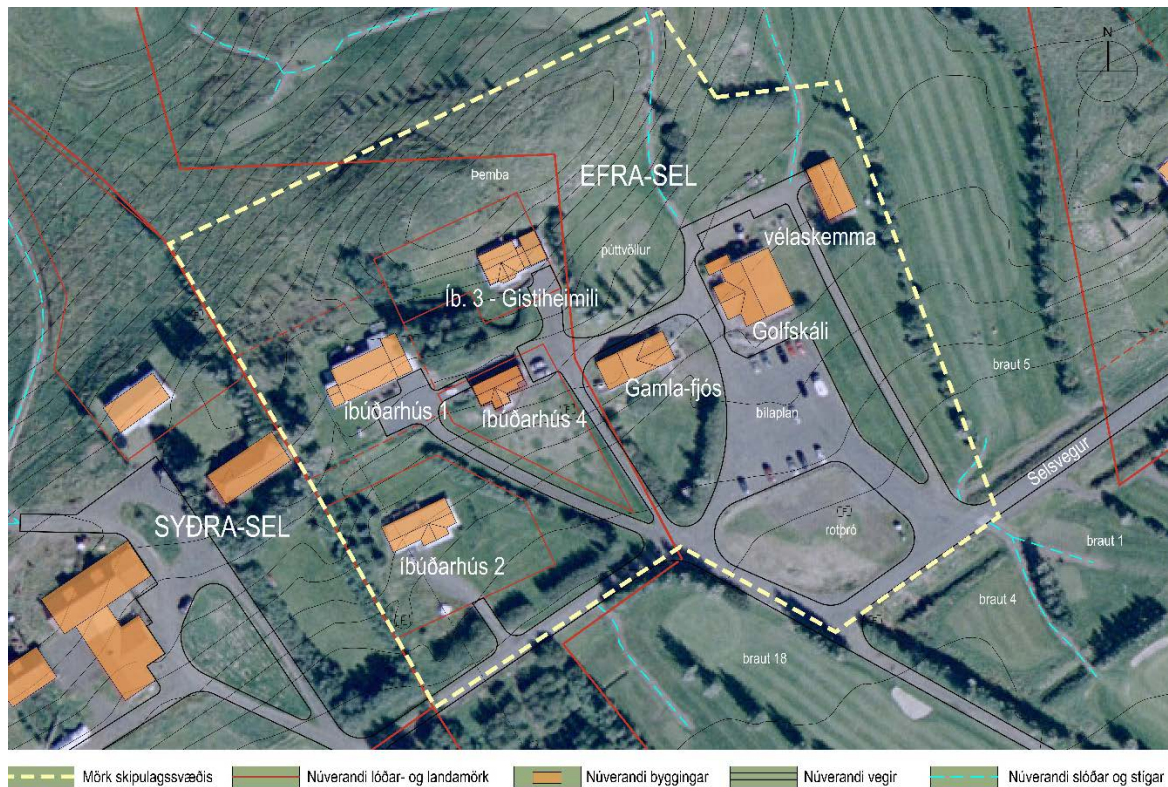 N
Þemba
EFRA-SEL
vélaskemma
púttvöllur
Íb. 3 - Gistiheimili
Golfskáli
braut 5
Gamla-fjós
íbúðarhús 1
íbúðarhús 4
bílaplan
Selsvegur
rotþró
SYÐRA-SEL
íbúðarhús 2
braut 1
braut 4
braut 18
Mörk skipulagssvæðis
Núverandi lóðar- og landamörk
Núverandi byggingar
Núverandi vegir
Núverandi slóðar og stígar